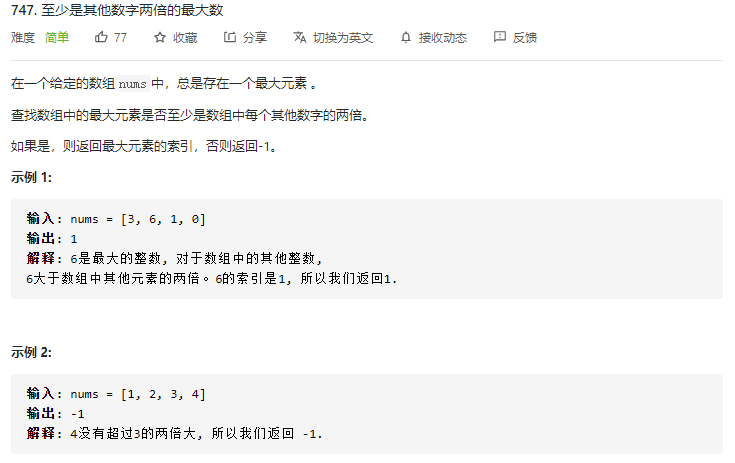 747. 至少是其他数字两倍的最大数
难度 简单 77 收藏 分享 切换为英文 接收动态 反馈
在一个给定的数组nums中，总是存在一个最大元素 。
查找数组中的最大元素是否至少是数组中每个其他数字的两倍。
如果是，则返回最大元素的索引，否则返回-1。
示例 1:
输入: nums = [3, 6, 1, 0]
输出: 1
解释: 6是最大的整数, 对于数组中的其他整数,
6大于数组中其他元素的两倍。6的索引是1, 所以我们返回1.
示例 2:
输入: nums = [1, 2, 3, 4]
输出: -1
解释: 4没有超过3的两倍大, 所以我们返回 -1.